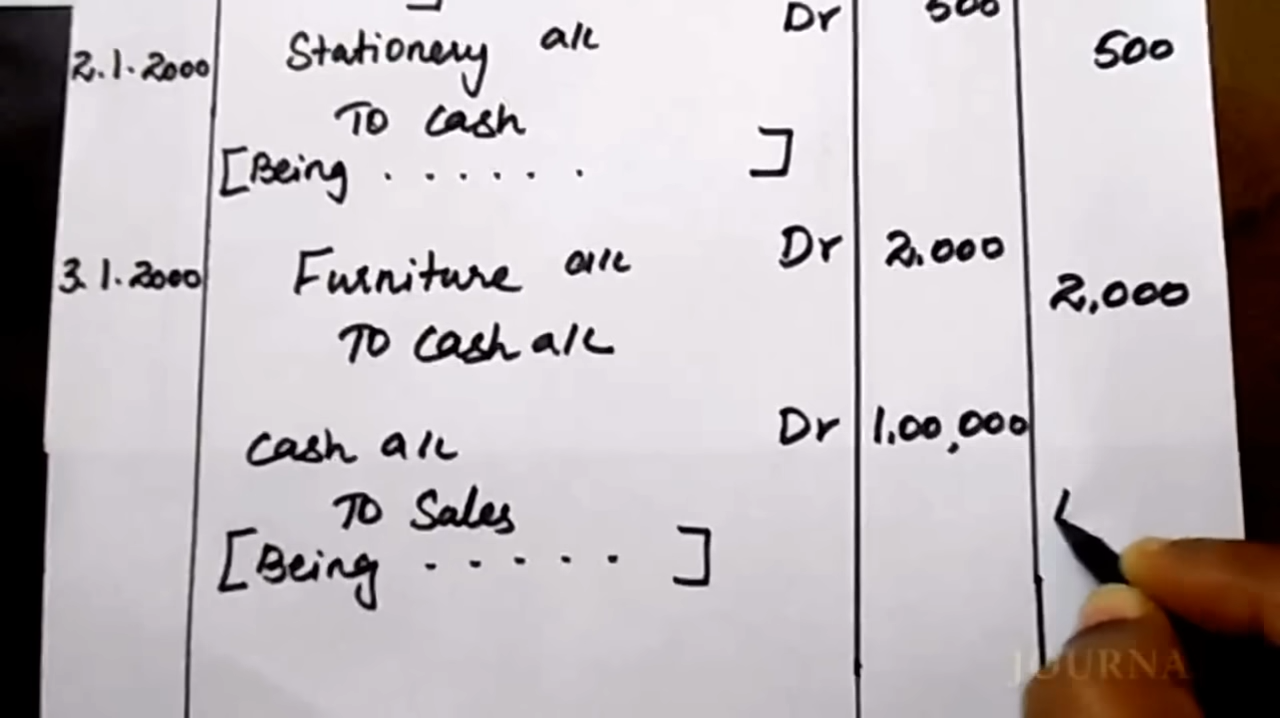 Dr 500
2.1.2000 Stationery a/c 500
TO cash
[Being . . . . . . ]
3.1.2000 Furniture a/c Dr 2,000
TO cash a/c 2,000
cash a/c Dr 1,00,000
TO Sales
[Being . . . . . ]
JOURNA